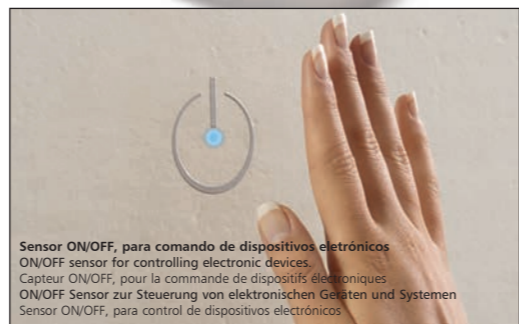 Sensor ON/OFF, para comando de dispositivos eletrónicos
ON/OFF sensor for controlling electronic devices.
Capteur ON/OFF, pour la commande de dispositifs électroniques
ON/OFF Sensor zur Steuerung von elektronischen Geräten und Systemen
Sensor ON/OFF, para control de dispositivos electrónicos